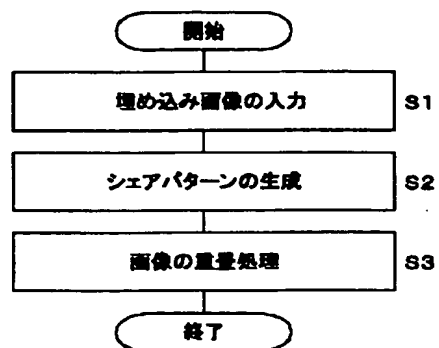 開始
埋め込み画像の入力 S1
シェアパターンの生成 S2
画像の重畳処理 S3
終了